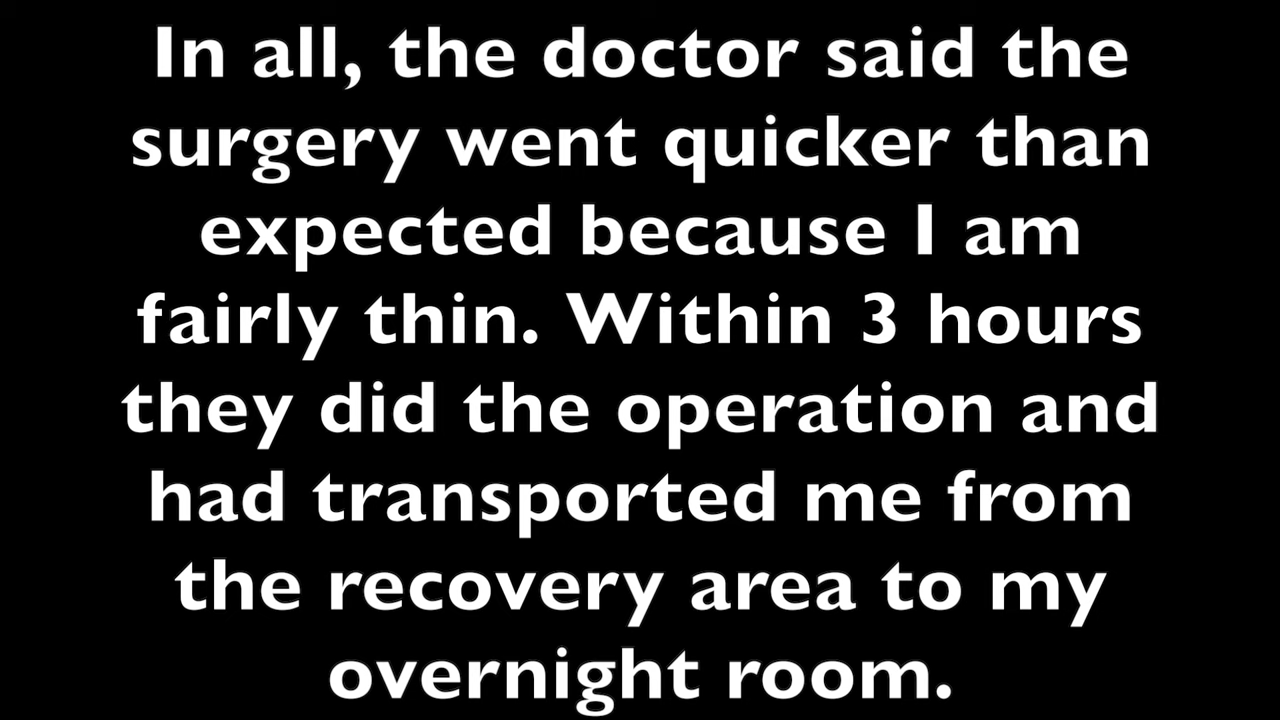 In all, the doctor said the
surgery went quicker than
expected because I am
fairly thin. Within 3 hours
they did the operation and
had transported me from
the recovery area to my
overnight room.